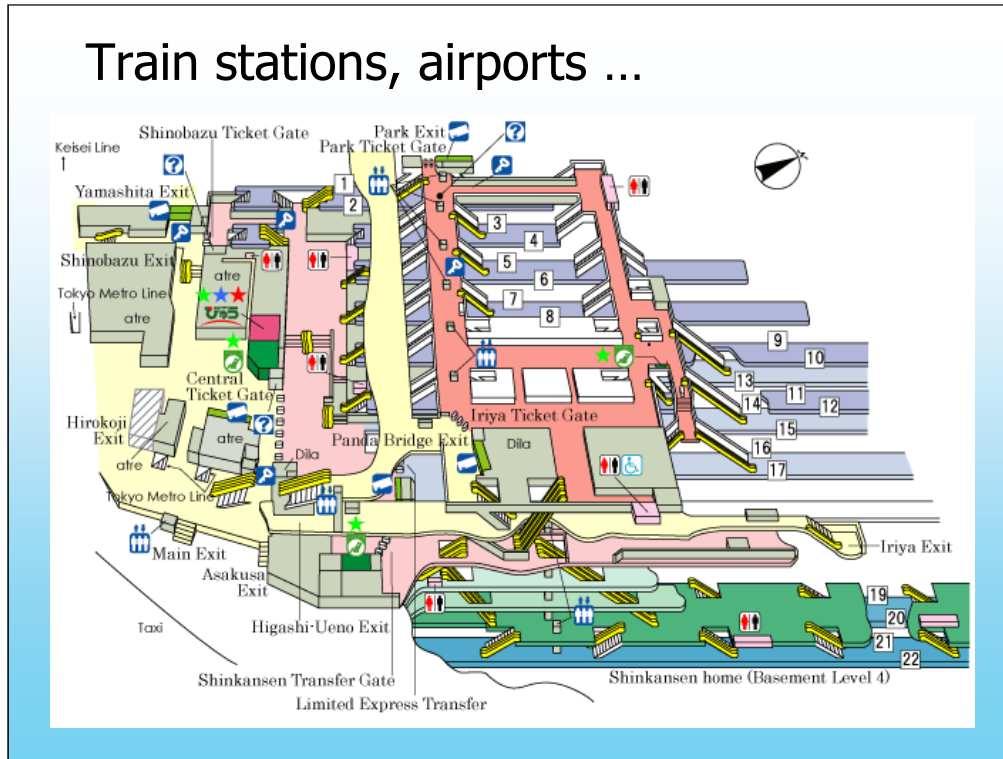 Train stations, airports ...
Shinobazu Ticket Gate
Park Exit
?
Park Ticket Gate
Keisei Line
?
Yamashita Exit
1
2
3
4
5
6
7
8
Shinobazu Exit
atre
Tokyo Metro Line
atre
びゅう
9
10
13
11
14
12
15
16
17
Central
Ticket Gate
?
Iriya Ticket Gate
Hirokoji
Exit
Panda Bridge Exit
atre
Dila
Dila
atre
Tokyo Metro Line
Main Exit
Iriya Exit
Asakusa
Exit
Taxi
Higashi-Ueno Exit
19
20
21
22
Shinkansen Transfer Gate
Shinkansen home (Basement Level 4)
Limited Express Transfer